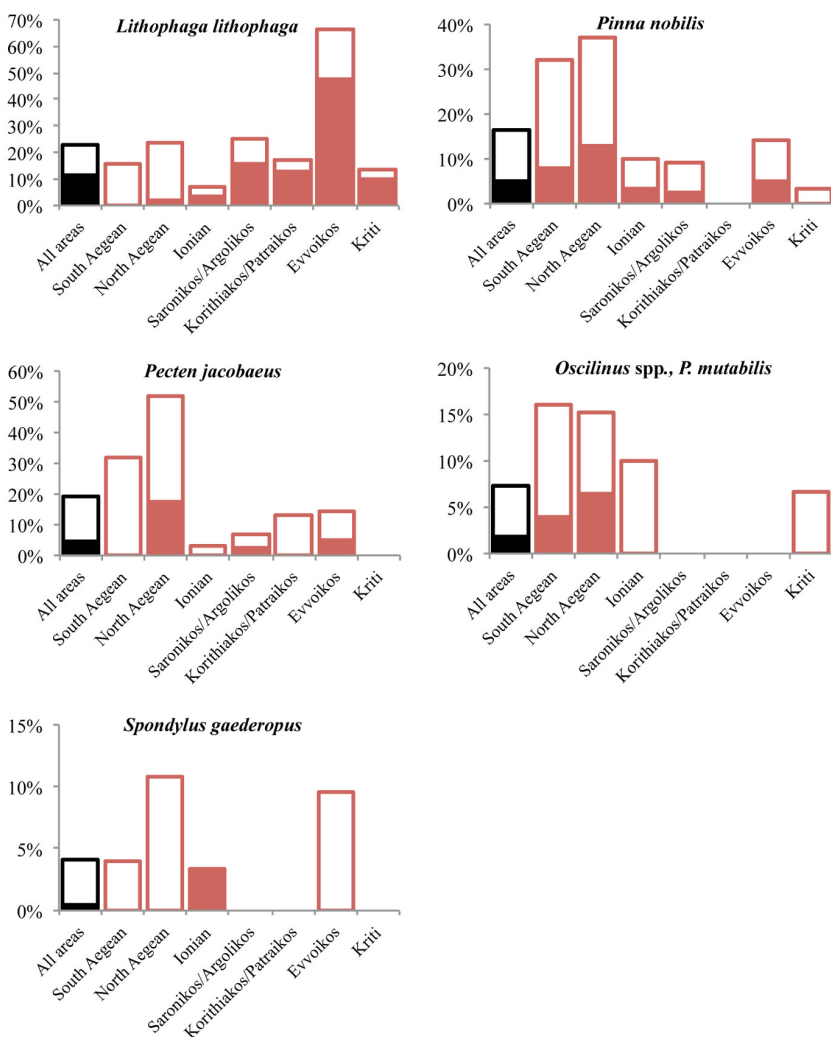 Lithophaga lithophaga
70%
60%
50%
40%
30%
20%
10%
0%
All areas
South Aegean
North Aegean
Ionian
Saronikos/Argolikos
Korithiakos/Patraikos
Evvoikos
Kriti
Pinna nobilis
40%
30%
20%
10%
0%
All areas
South Aegean
North Aegean
Ionian
Saronikos/Argolikos
Korithiakos/Patraikos
Evvoikos
Kriti
Pecten jacobaeus
60%
50%
40%
30%
20%
10%
0%
All areas
South Aegean
North Aegean
Ionian
Saronikos/Argolikos
Korithiakos/Patraikos
Evvoikos
Kriti
Oscilinus spp., P. mutabilis
20%
15%
10%
5%
0%
All areas
South Aegean
North Aegean
Ionian
Saronikos/Argolikos
Korithiakos/Patraikos
Evvoikos
Kriti
Spondylus gaederopus
15%
10%
5%
0%
All areas
South Aegean
North Aegean
Ionian
Saronikos/Argolikos
Korithiakos/Patraikos
Evvoikos
Kriti